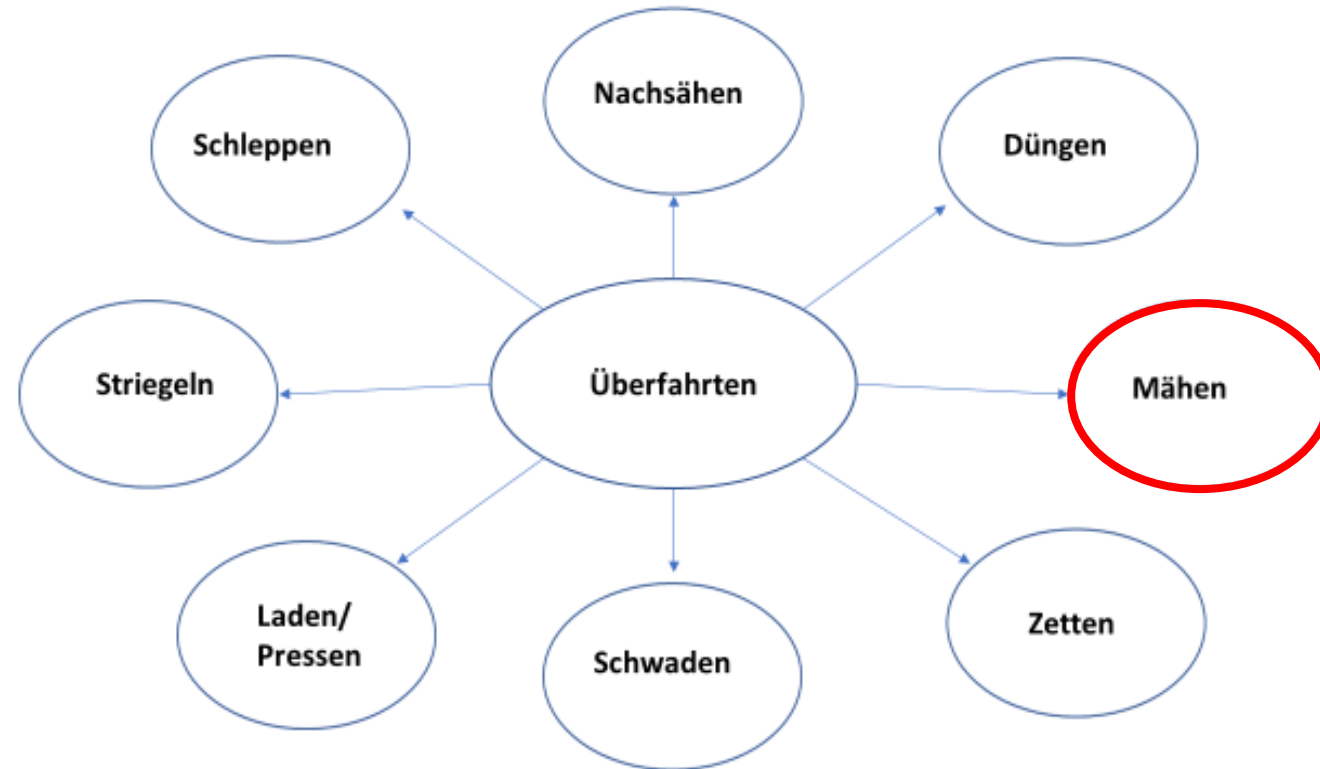 Nachsähen
Schleppen
Düngen
Striegeln
Überfahrten
Mähen
Laden/
Pressen
Schwaden
Zetten